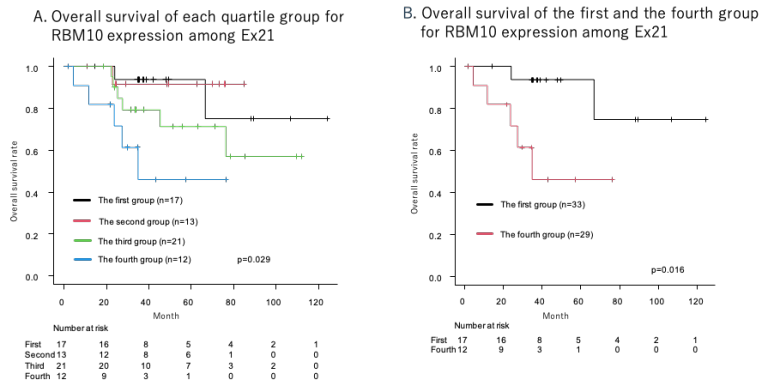 A. Overall survival of each quartile group for
RBM10 expression among Ex21
1.0
0.8
0.6
0.4
0.2
0.0
Overall survival rate
The first group (n=17)
The second group (n=13)
The third group (n=21)
The fourth group (n=12)
p=0.029
0 20 40 60 80 100 120
Month
Number at risk
First 17 16 8 5 4 2 1
Second 13 12 8 6 1 0 0
Third 21 20 10 7 3 2 0
Fourth 12 9 3 1 0 0 0
B. Overall survival of the first and the fourth group
for RBM10 expression among Ex21
1.0
0.8
0.6
0.4
0.2
0.0
Overall survival rate
The first group (n=33)
The fourth group (n=29)
p=0.016
0 20 40 60 80 100 120
Month
Number at risk
First 17 16 8 5 4 2 1
Fourth 12 9 3 1 0 0 0